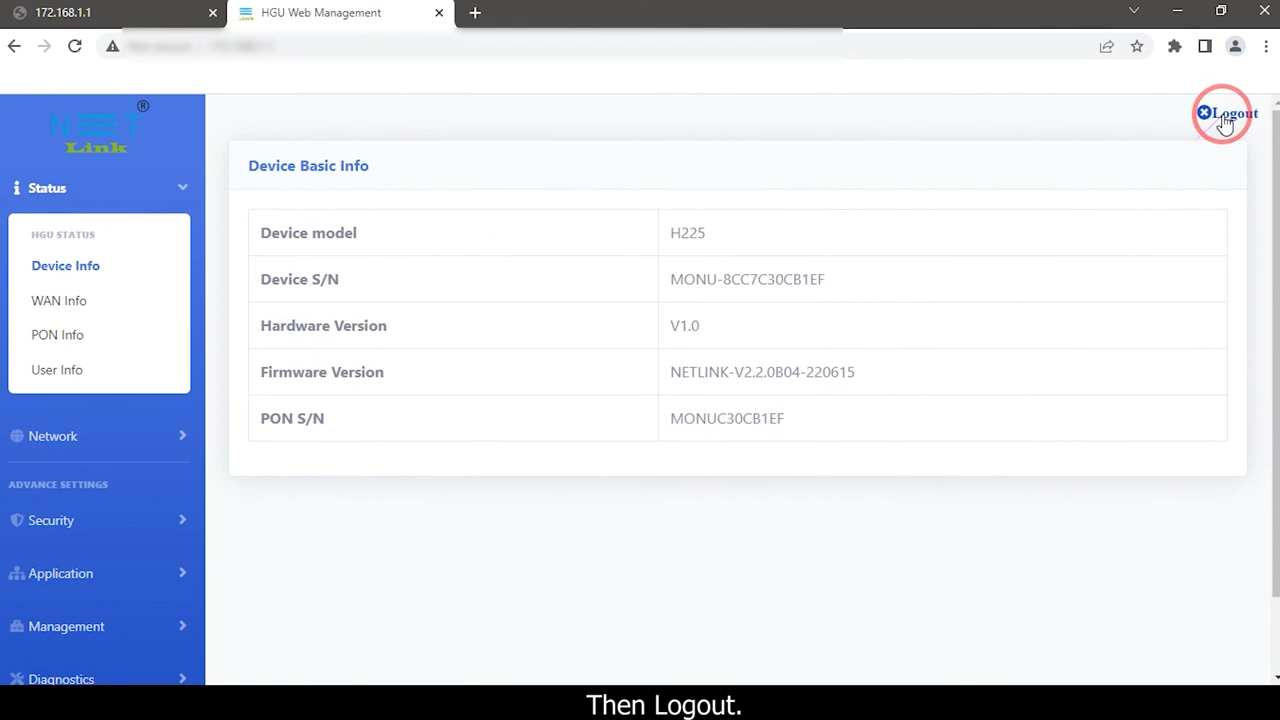 172.168.1.1
HGU Web Management
NETLink®
Logout
Status
HGU STATUS
Device Info
WAN Info
PON Info
User Info
Network
ADVANCE SETTINGS
Security
Application
Management
Diagnostics
Device Basic Info
Device model H225
Device S/N MONU-8CC7C30CB1EF
Hardware Version V1.0
Firmware Version NETLINK-V2.2.0B04-220615
PON S/N MONUC30CB1EF
Then Logout.